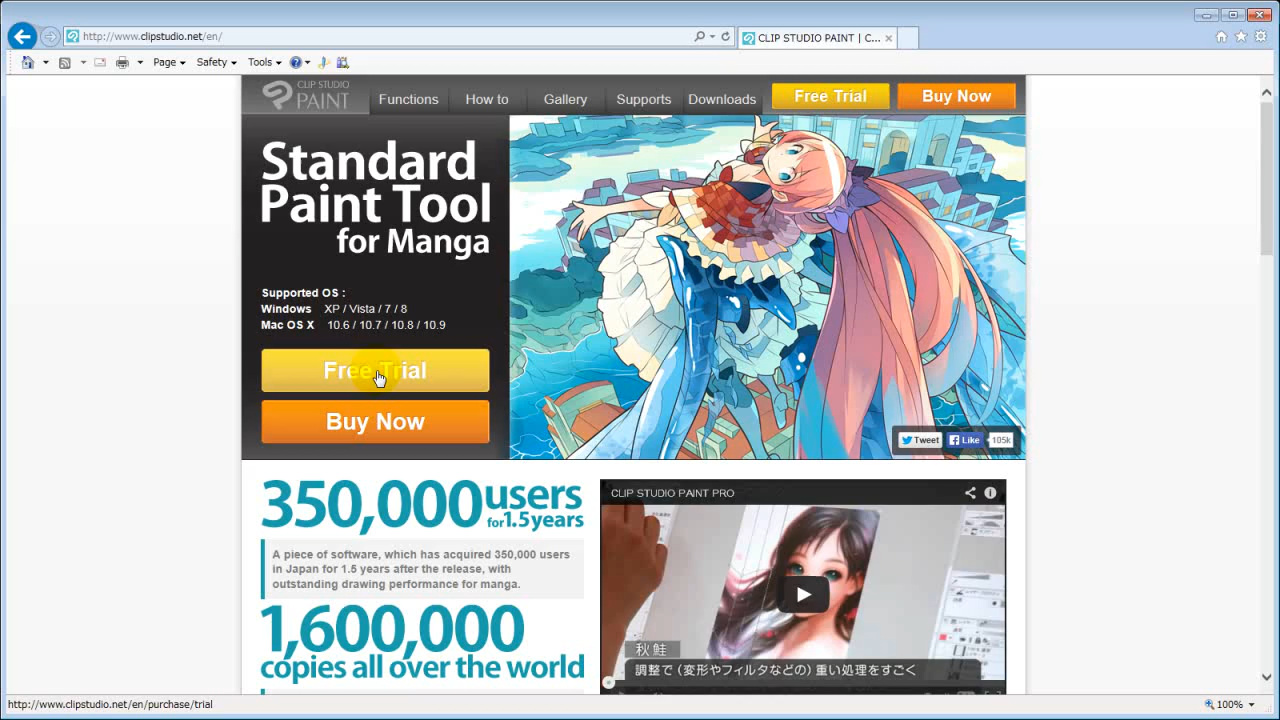 http://www.clipstudio.net/en/
CLIP STUDIO PAINT | C...
Page
Safety
Tools
CLIP STUDIO
PAINT
Functions
How to
Gallery
Supports
Downloads
Free Trial
Buy Now
Standard
Paint Tool
for Manga
Supported OS :
Windows XP / Vista / 7 / 8
Mac OS X 10.6 / 10.7 / 10.8 / 10.9
Free Trial
Buy Now
Tweet
Like
105k
350,000 users
for 1.5 years
A piece of software, which has acquired 350,000 users
in Japan for 1.5 years after the release, with
outstanding drawing performance for manga.
1,600,000
copies all over the world
CLIP STUDIO PAINT PRO
秋鮭
調整で（変形やフィルタなどの）重い処理をすごく
http://www.clipstudio.net/en/purchase/trial
100%